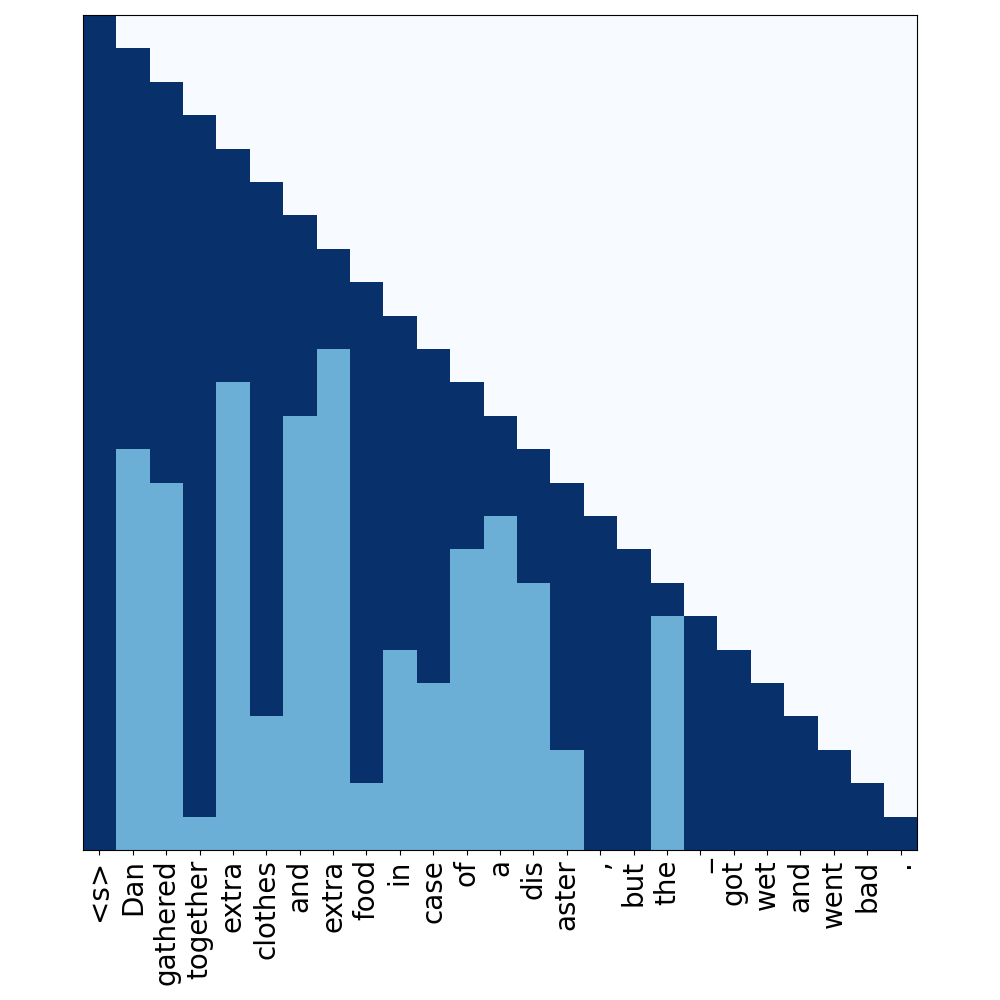 <s> Dan gathered together extra clothes and extra food in case of a dis aster , but the _ got wet and went bad .